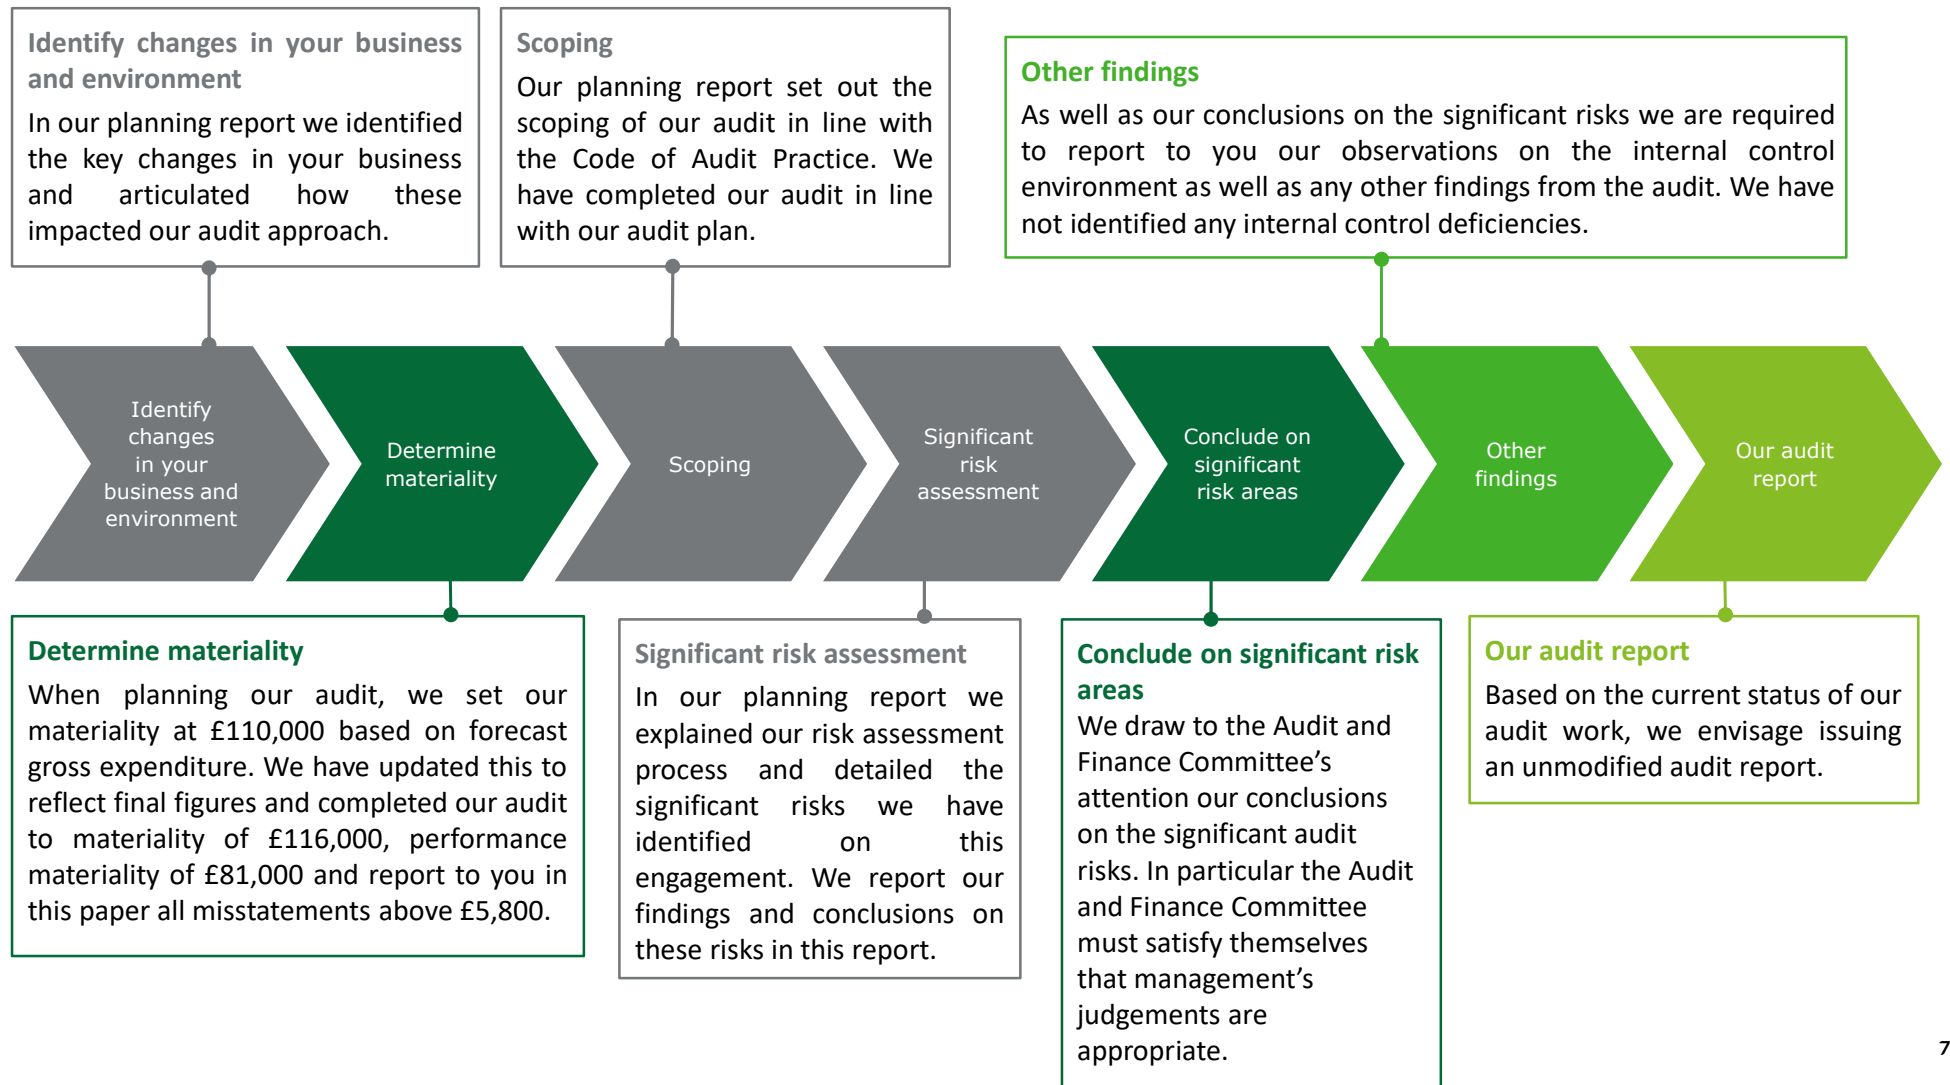 Identify changes in your business
and environment
In our planning report we identified
the key changes in your business
and articulated how these
impacted our audit approach.
Scoping
Our planning report set out the
scoping of our audit in line with
the Code of Audit Practice. We
have completed our audit in line
with our audit plan.
Other findings
As well as our conclusions on the significant risks we are required
to report to you our observations on the internal control
environment as well as any other findings from the audit. We have
not identified any internal control deficiencies.
Identify
changes
in your
business and
environment
Determine
materiality
Scoping
Significant
risk
assessment
Conclude on
significant
risk areas
Other
findings
Our audit
report
Determine materiality
When planning our audit, we set our
materiality at £110,000 based on forecast
gross expenditure. We have updated this to
reflect final figures and completed our audit
to materiality of £116,000, performance
materiality of £81,000 and report to you in
this paper all misstatements above £5,800.
Significant risk assessment
In our planning report we
explained our risk assessment
process and detailed the
significant risks we have
identified on this
engagement. We report our
findings and conclusions on
these risks in this report.
Conclude on significant risk
areas
We draw to the Audit and
Finance Committee’s
attention our conclusions
on the significant audit
risks. In particular the Audit
and Finance Committee
must satisfy themselves
that management’s
judgements are
appropriate.
Our audit report
Based on the current status of our
audit work, we envisage issuing
an unmodified audit report.
7